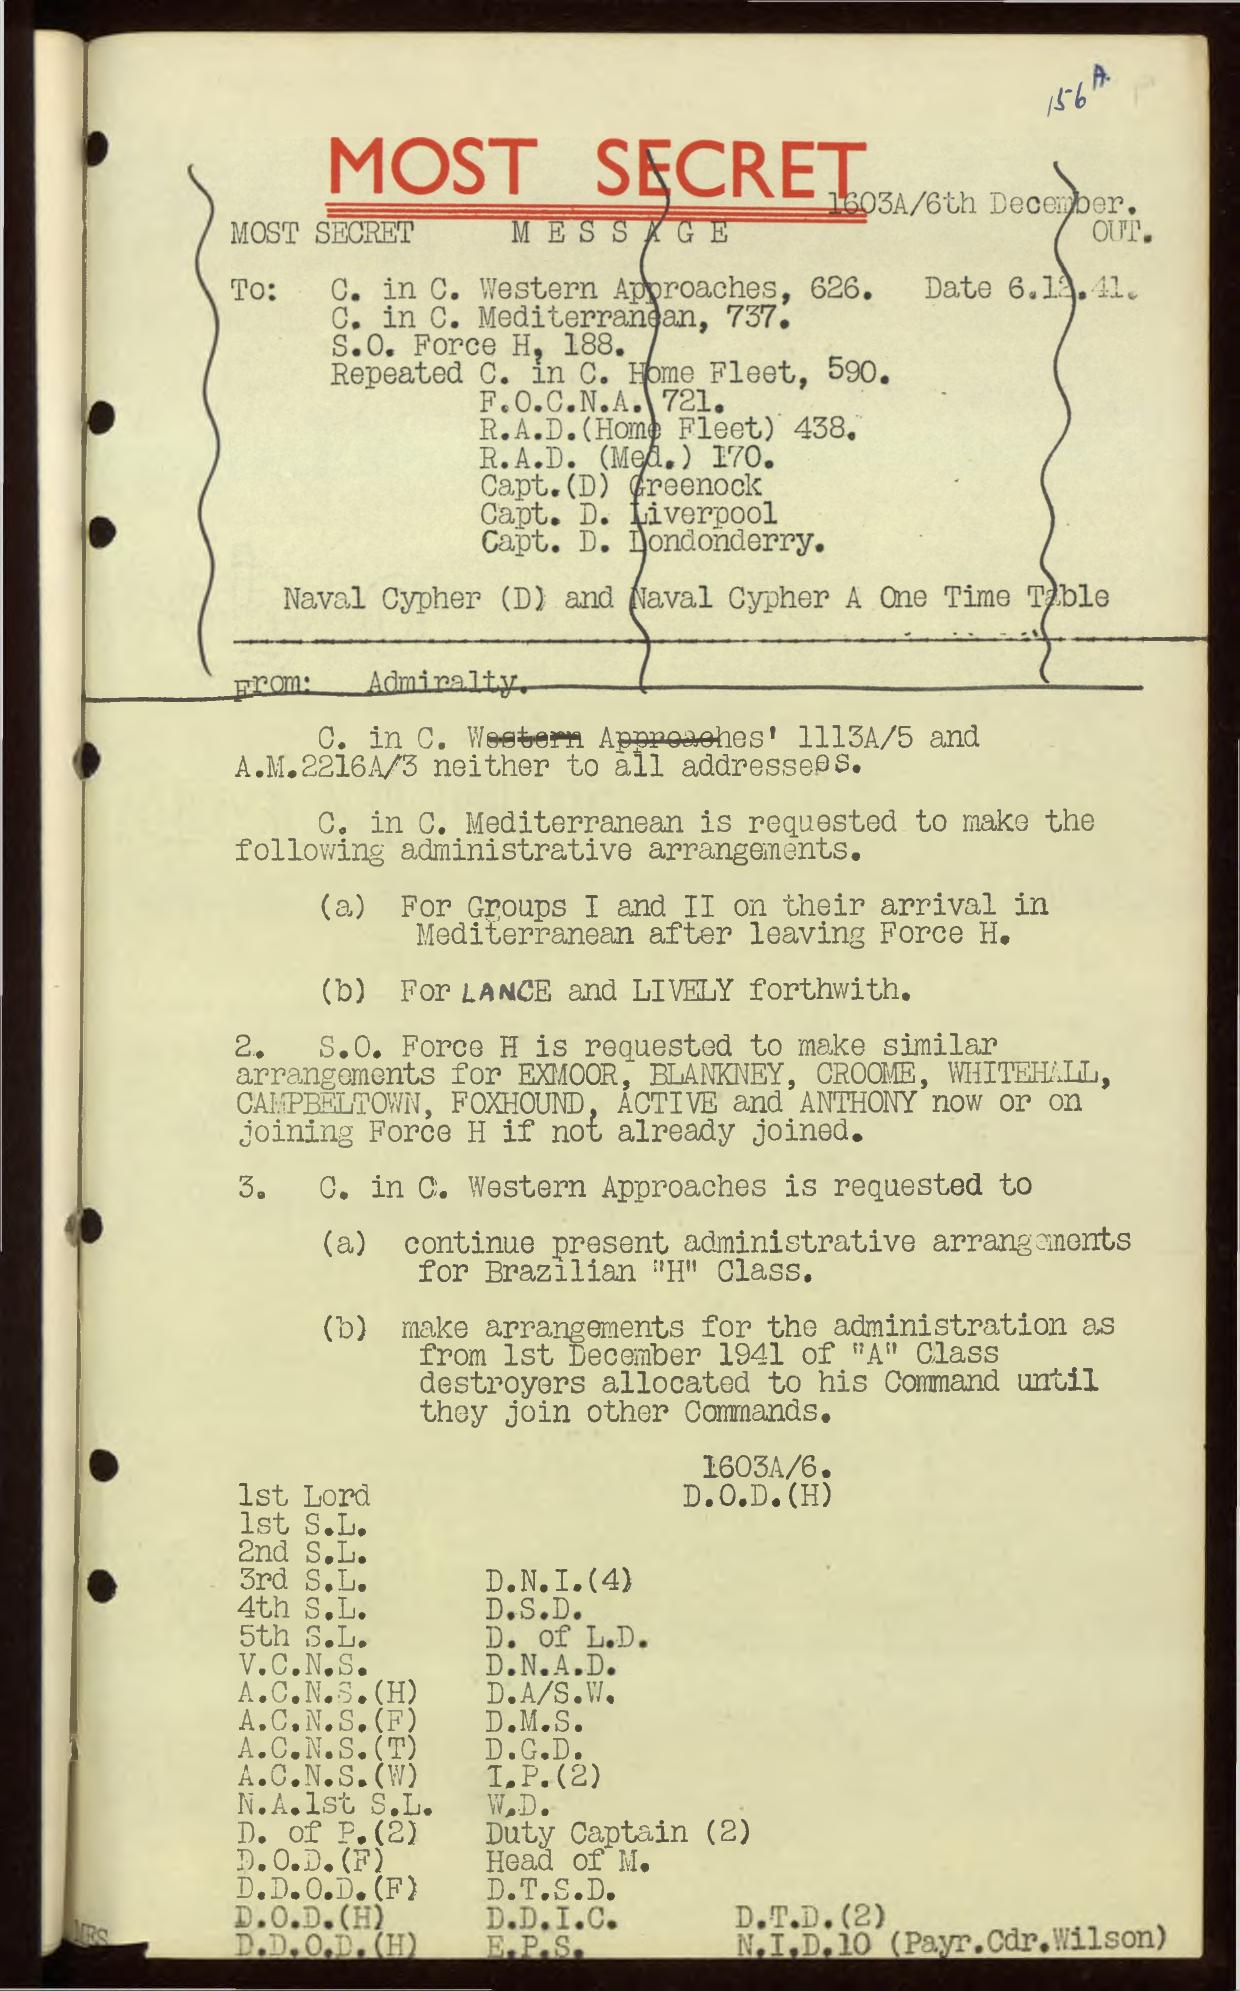 156 A.
MOST SECRET
1603A/6th December.
MOST SECRET M E S S A G E OUT.
To: C. in C. Western Approaches, 626. Date 6.12.41.
C. in C. Mediterranean, 737.
S.O. Force H, 188.
Repeated C. in C. Home Fleet, 590.
F.O.C.N.A. 721.
R.A.D.(Home Fleet) 438.
R.A.D. (Med.) 170.
Capt.(D) Greenock
Capt. D. Liverpool
Capt. D. Londonderry.
Naval Cypher (D) and Naval Cypher A One Time Table
From: Admiralty.
C. in C. Western Approaches' 1113A/5 and
A.M.2216A/3 neither to all addressees.
C. in C. Mediterranean is requested to make the
following administrative arrangements.
(a) For Groups I and II on their arrival in
Mediterranean after leaving Force H.
(b) For LANCE and LIVELY forthwith.
2. S.O. Force H is requested to make similar
arrangements for EXMOOR, BLANKNEY, CROOME, WHITEHALL,
CAMPBELTOWN, FOXHOUND, ACTIVE and ANTHONY now or on
joining Force H if not already joined.
3. C. in C. Western Approaches is requested to
(a) continue present administrative arrangements
for Brazilian "H" Class.
(b) make arrangements for the administration as
from 1st December 1941 of "A" Class
destroyers allocated to his Command until
they join other Commands.
1603A/6.
1st Lord D.O.D.(H)
1st S.L.
2nd S.L.
3rd S.L. D.N.I.(4)
4th S.L. D.S.D.
5th S.L. D. of L.D.
V.C.N.S. D.N.A.D.
A.C.N.S.(H) D.A/S.W.
A.C.N.S.(F) D.M.S.
A.C.N.S.(T) D.G.D.
A.C.N.S.(W) I.P.(2)
N.A.1st S.L. W.D.
D. of P.(2) Duty Captain (2)
D.O.D.(F) Head of M.
D.D.O.D.(F) D.T.S.D.
D.O.D.(H) D.D.I.C. D.T.D.(2)
D.D.O.D.(H) E.P.S. N.I.D.10 (Payr.Cdr.Wilson)